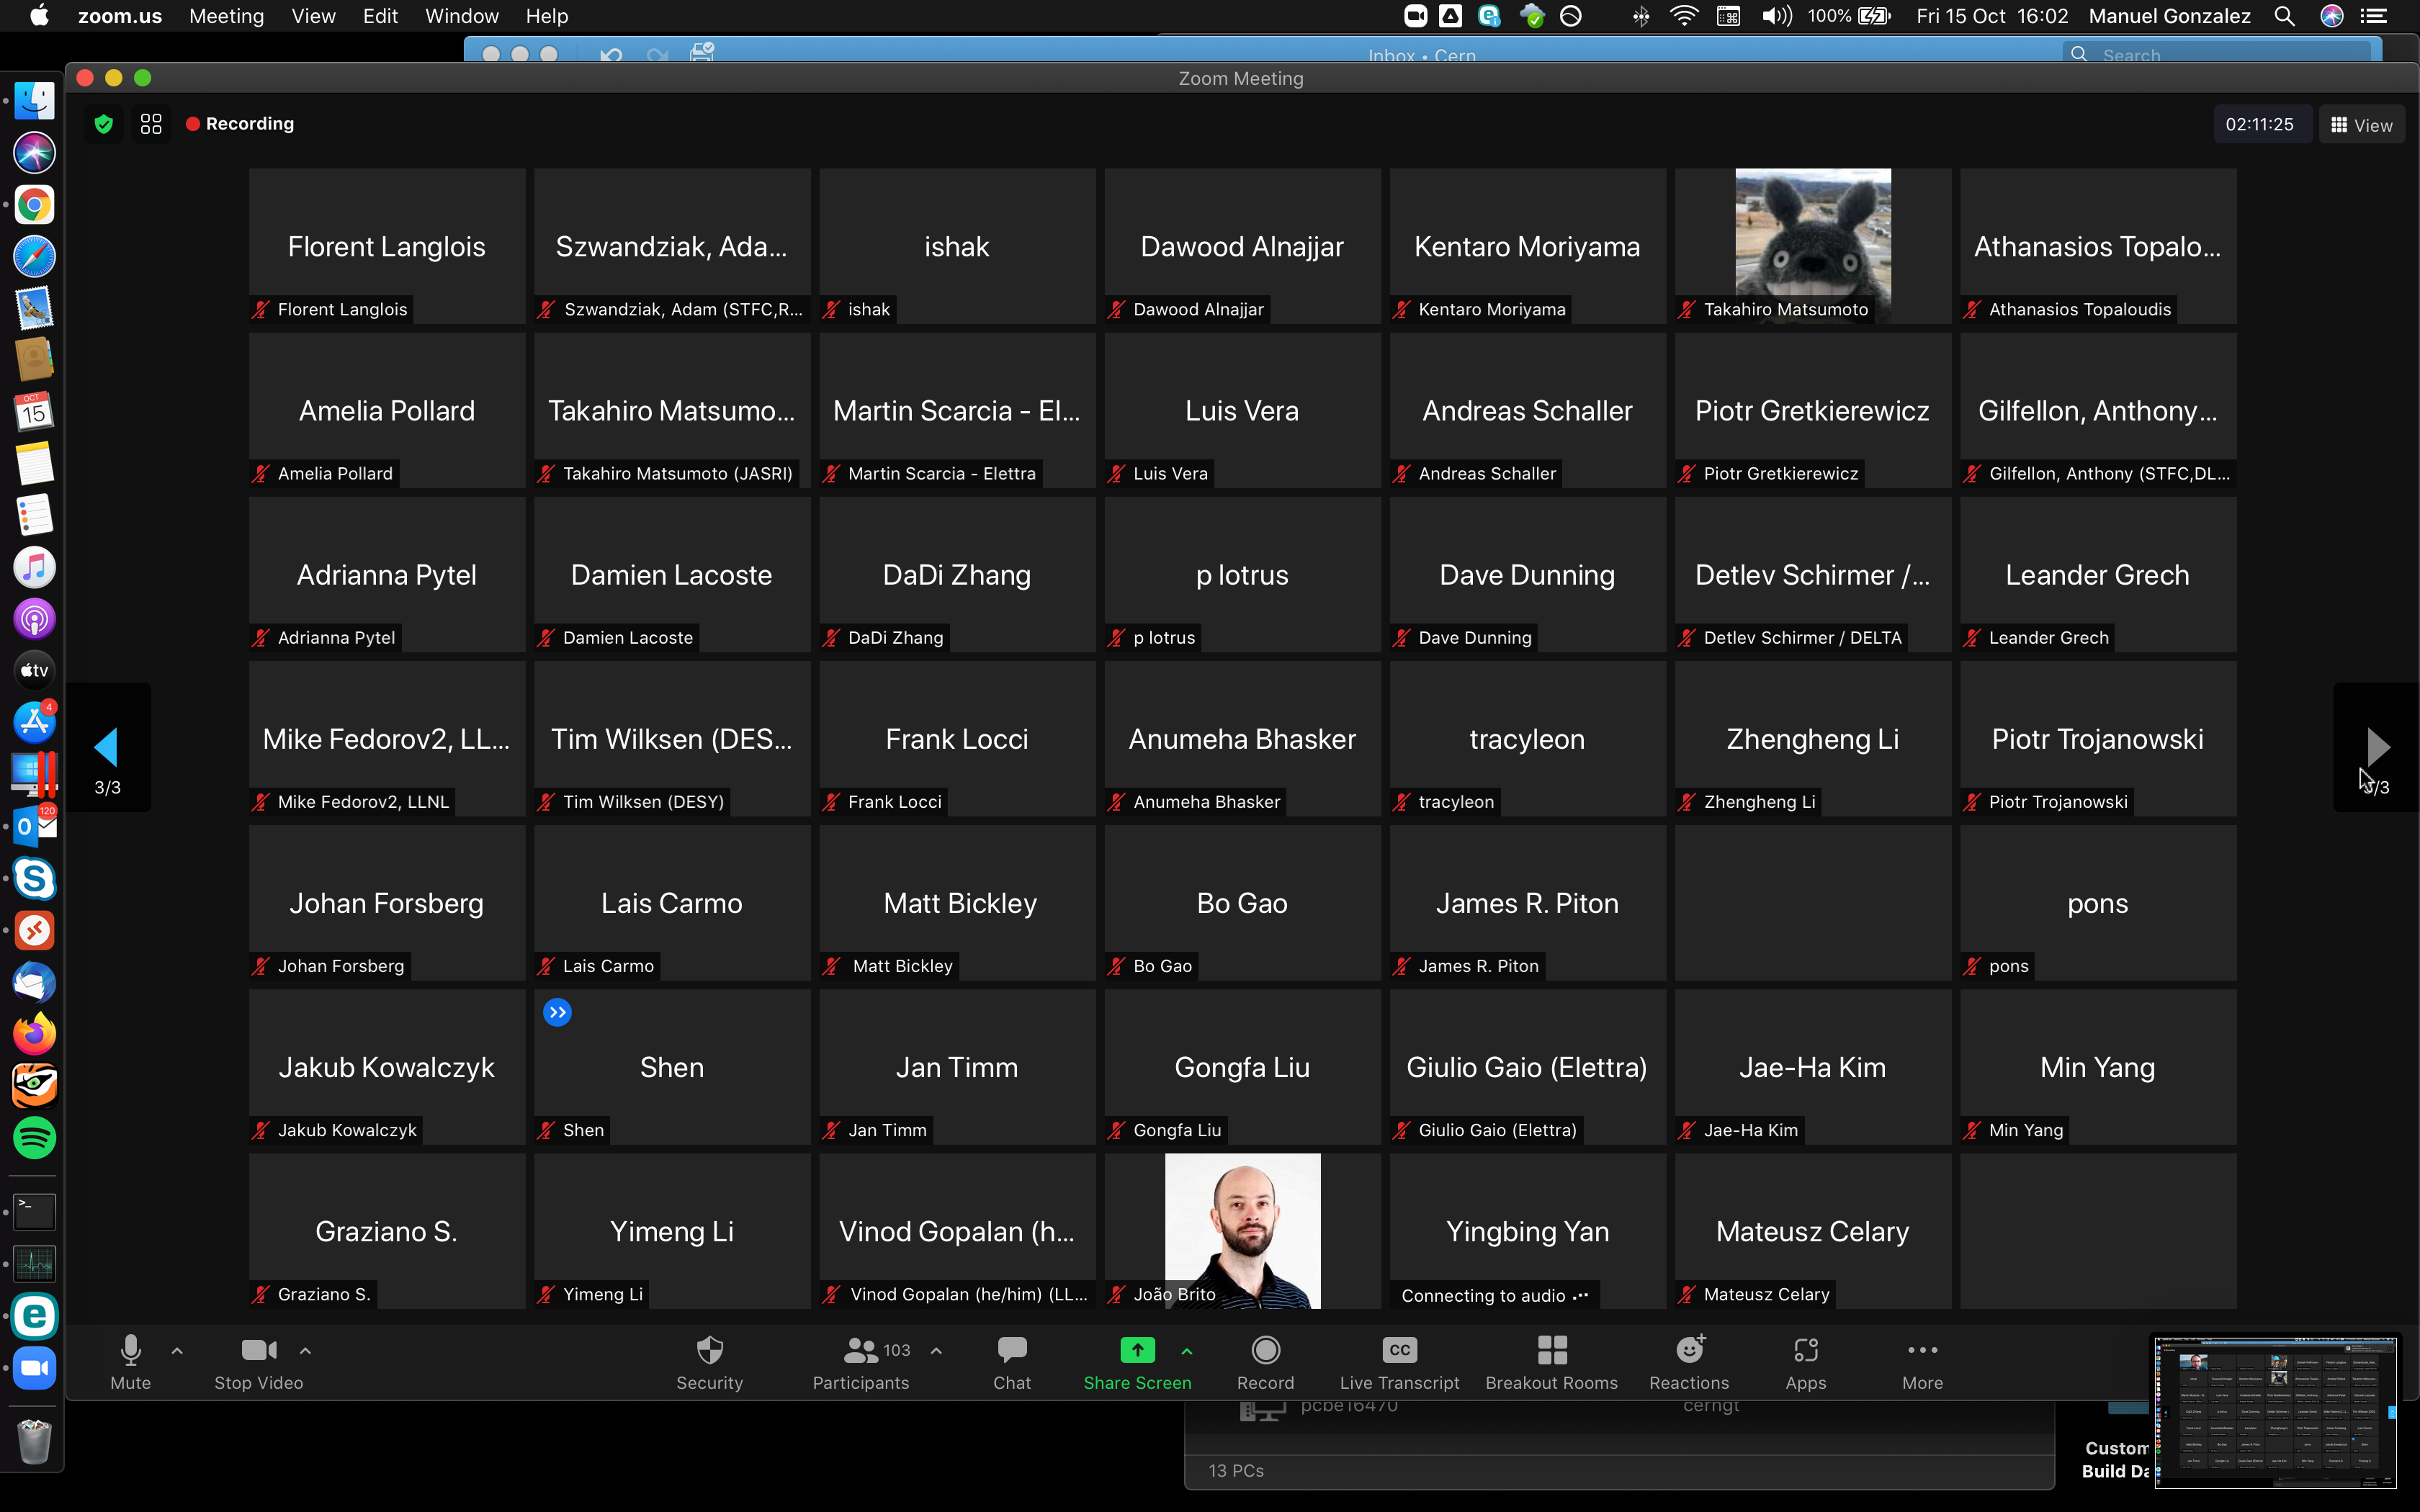 zoom.us Meeting View Edit Window Help 100% Fri 15 Oct 16:02 Manuel Gonzalez
Inbox • Cern Search
Zoom Meeting
Recording 02:11:25 View
Florent Langlois Szwandziak, Ada... ishak Dawood Alnajjar Kentaro Moriyama Athanasios Topalo...
Florent Langlois Szwandziak, Adam (STFC,R... ishak Dawood Alnajjar Kentaro Moriyama Takahiro Matsumoto Athanasios Topaloudis
Amelia Pollard Takahiro Matsumo... Martin Scarcia - El... Luis Vera Andreas Schaller Piotr Gretkierewicz Gilfellon, Anthony...
Amelia Pollard Takahiro Matsumoto (JASRI) Martin Scarcia - Elettra Luis Vera Andreas Schaller Piotr Gretkierewicz Gilfellon, Anthony (STFC,DL...
Adrianna Pytel Damien Lacoste DaDi Zhang p lotrus Dave Dunning Detlev Schirmer /... Leander Grech
Adrianna Pytel Damien Lacoste DaDi Zhang p lotrus Dave Dunning Detlev Schirmer / DELTA Leander Grech
Mike Fedorov2, LL... Tim Wilksen (DES... Frank Locci Anumeha Bhasker tracyleon Zhengheng Li Piotr Trojanowski
3/3 3/3
Mike Fedorov2, LLNL Tim Wilksen (DESY) Frank Locci Anumeha Bhasker tracyleon Zhengheng Li Piotr Trojanowski
Johan Forsberg Lais Carmo Matt Bickley Bo Gao James R. Piton pons
Johan Forsberg Lais Carmo Matt Bickley Bo Gao James R. Piton pons
Jakub Kowalczyk Shen Jan Timm Gongfa Liu Giulio Gaio (Elettra) Jae-Ha Kim Min Yang
Jakub Kowalczyk Shen Jan Timm Gongfa Liu Giulio Gaio (Elettra) Jae-Ha Kim Min Yang
Graziano S. Yimeng Li Vinod Gopalan (h... Yingbing Yan Mateusz Celary
Graziano S. Yimeng Li Vinod Gopalan (he/him) (LL... João Brito Connecting to audio ••• Mateusz Celary
103 CC
Mute Stop Video Security Participants Chat Share Screen Record Live Transcript Breakout Rooms Reactions Apps More
pcbe16470 cerngt
13 PCs
Custom
Build Da
OCT
15
tv
4
120